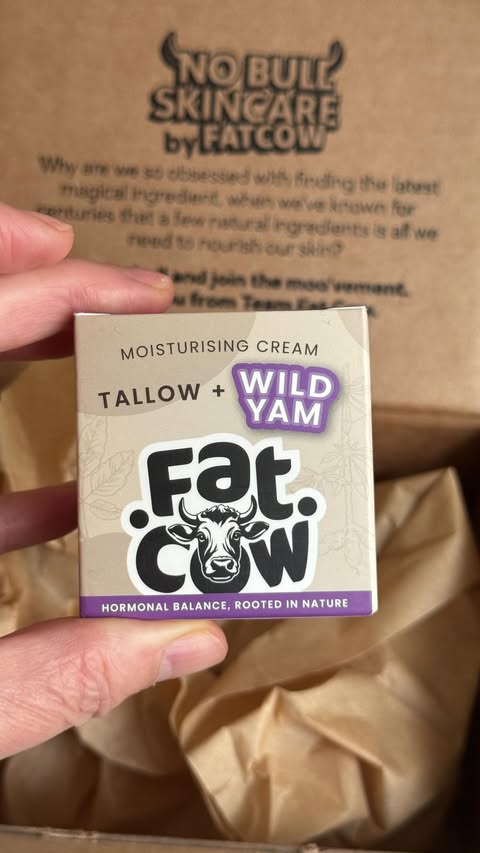 NO BULL
SKINCARE
by FATCOW
Why are we so obsessed with finding the latest
magical ingredient, when we've known for
centuries that a few natural ingredients is all we
need to nourish our skin?
and join the moo'vement.
from Team Fat Cow.
MOISTURISING CREAM
TALLOW + WILD YAM
Fat.
.Cow
HORMONAL BALANCE, ROOTED IN NATURE